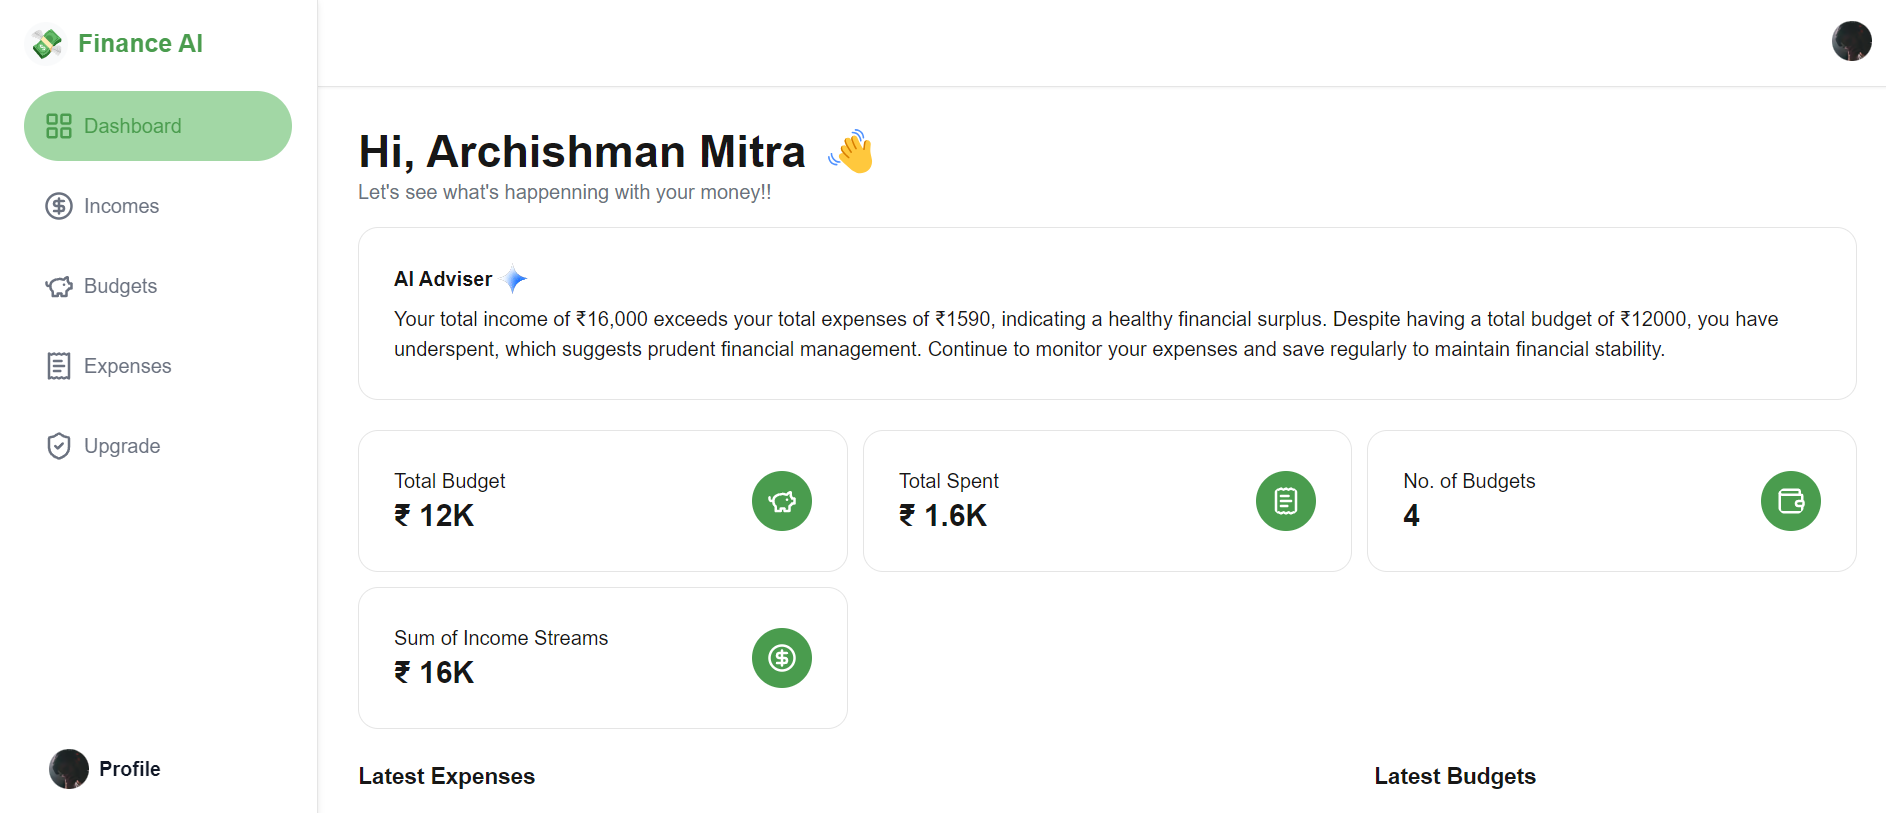 Finance AI
Dashboard
Incomes
Budgets
Expenses
Upgrade
Profile
Hi, Archishman Mitra
Let's see what's happenning with your money!!
AI Adviser
Your total income of ₹16,000 exceeds your total expenses of ₹1590, indicating a healthy financial surplus. Despite having a total budget of ₹12000, you have
underspent, which suggests prudent financial management. Continue to monitor your expenses and save regularly to maintain financial stability.
Total Budget
₹ 12K
Total Spent
₹ 1.6K
No. of Budgets
4
Sum of Income Streams
₹ 16K
Latest Expenses
Latest Budgets